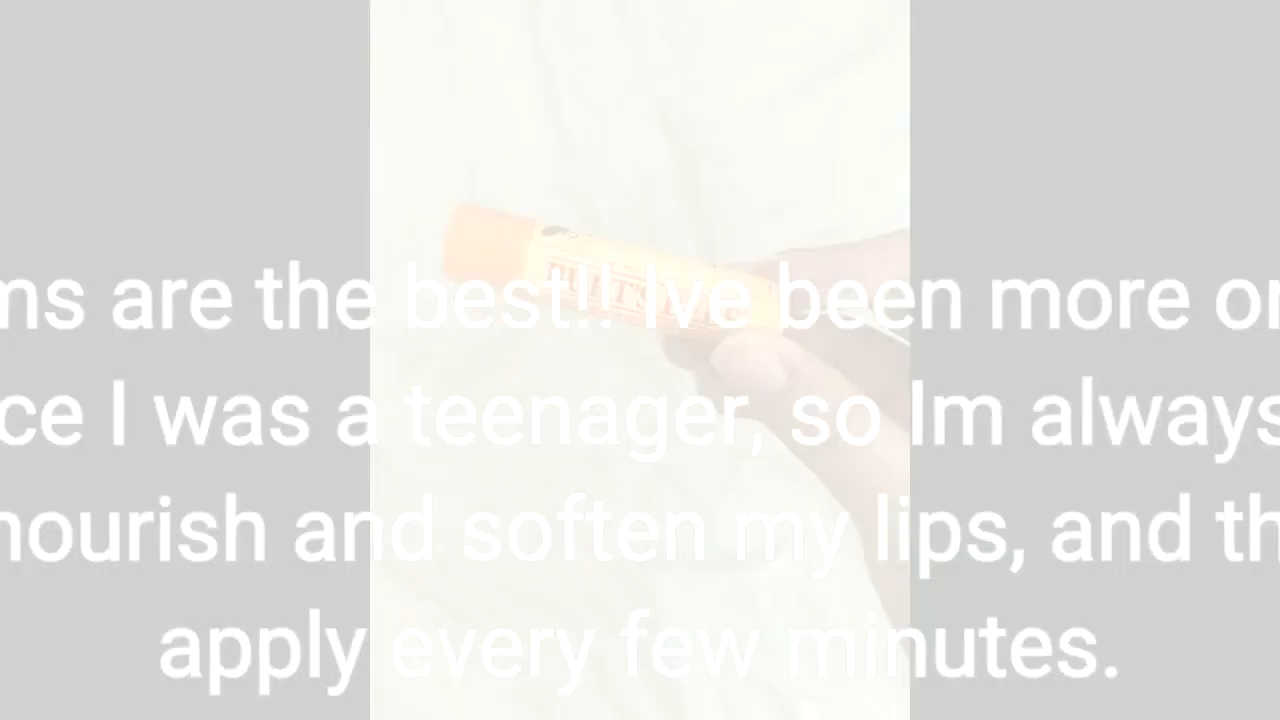 ms are the best!! Ive been more or
ce I was a teenager, so Im always
nourish and soften my lips, and th
apply every few minutes.